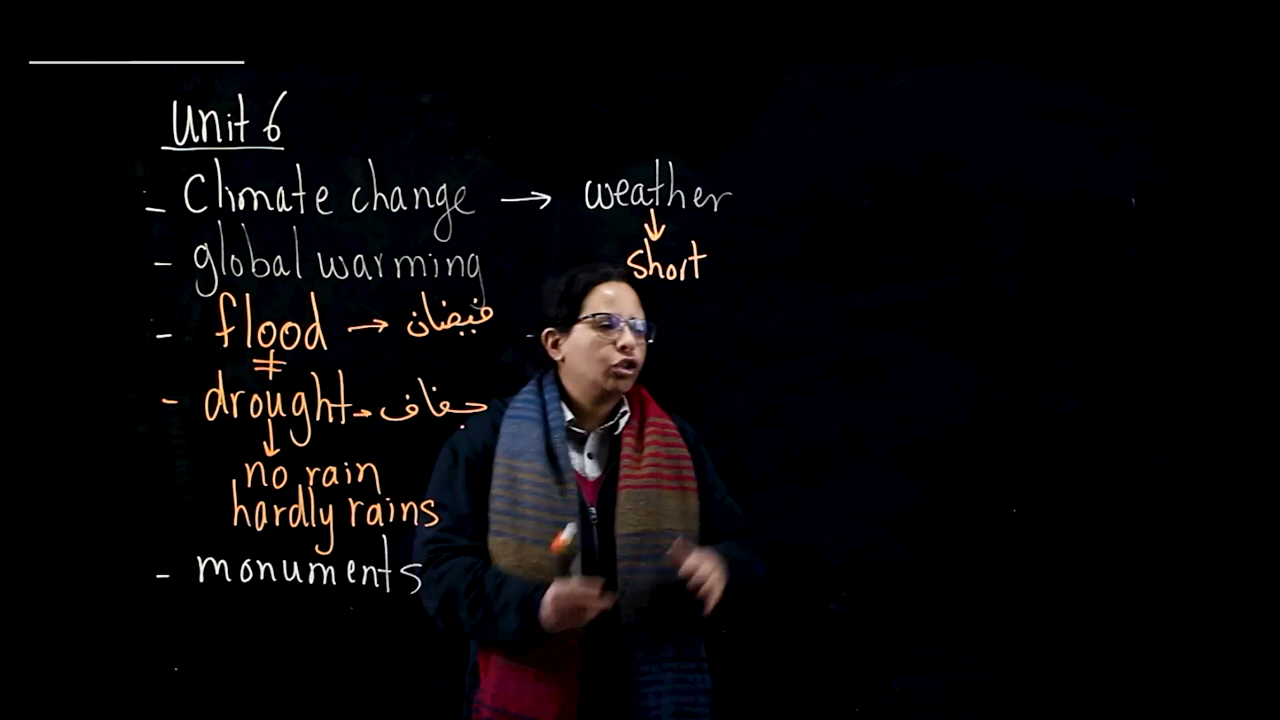 Unit 6
- Climate change → weather
↓
short
- global warming
- flood → فيضان
≠
- drought → جفاف
↓
no rain
hardly rains
- monuments